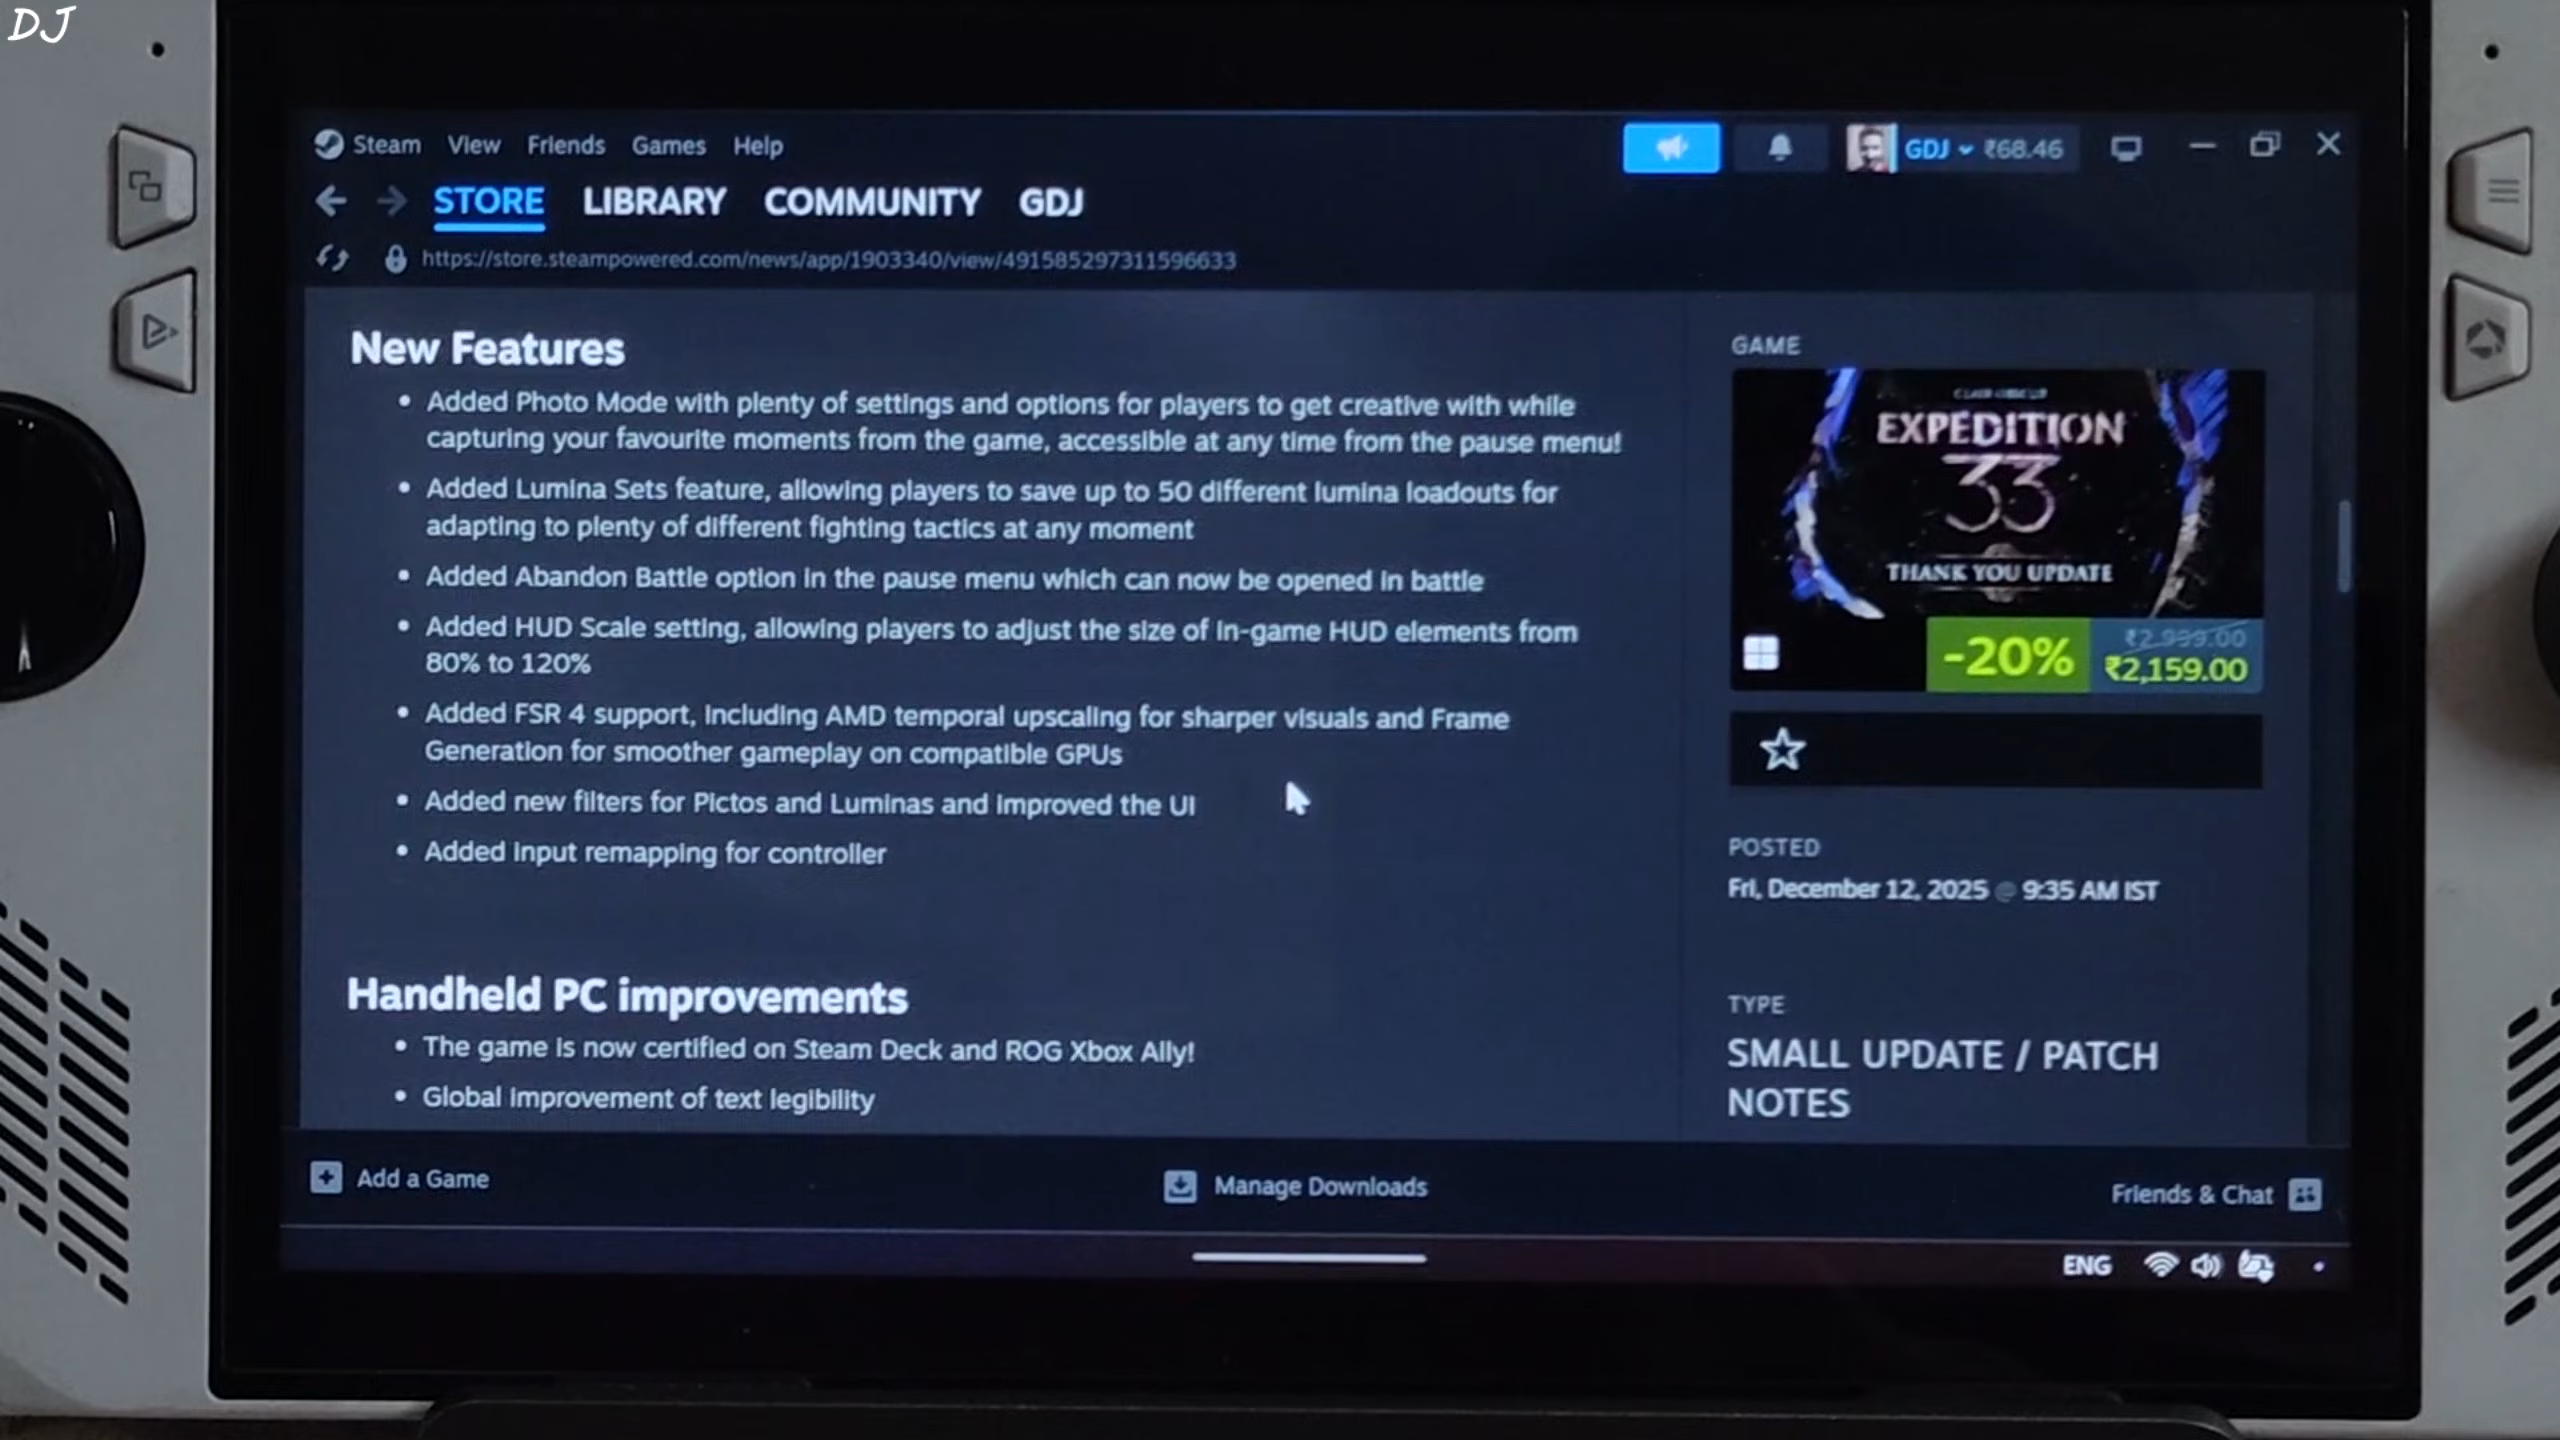 DJ
Steam View Friends Games Help
GDJ ₹68.46
STORE LIBRARY COMMUNITY GDJ
https://store.steampowered.com/news/app/1903340/view/491585297311596633
New Features
• Added Photo Mode with plenty of settings and options for players to get creative with while
capturing your favourite moments from the game, accessible at any time from the pause menu!
• Added Lumina Sets feature, allowing players to save up to 50 different lumina loadouts for
adapting to plenty of different fighting tactics at any moment
• Added Abandon Battle option in the pause menu which can now be opened in battle
• Added HUD Scale setting, allowing players to adjust the size of in-game HUD elements from
80% to 120%
• Added FSR 4 support, including AMD temporal upscaling for sharper visuals and Frame
Generation for smoother gameplay on compatible GPUs
• Added new filters for Pictos and Luminas and improved the UI
• Added input remapping for controller
Handheld PC improvements
• The game is now certified on Steam Deck and ROG Xbox Ally!
• Global improvement of text legibility
GAME
EXPEDITION
33
THANK YOU UPDATE
-20%
₹2,159.00
POSTED
Fri, December 12, 2025 @ 9:35 AM IST
TYPE
SMALL UPDATE / PATCH
NOTES
Add a Game
Manage Downloads
Friends & Chat
ENG